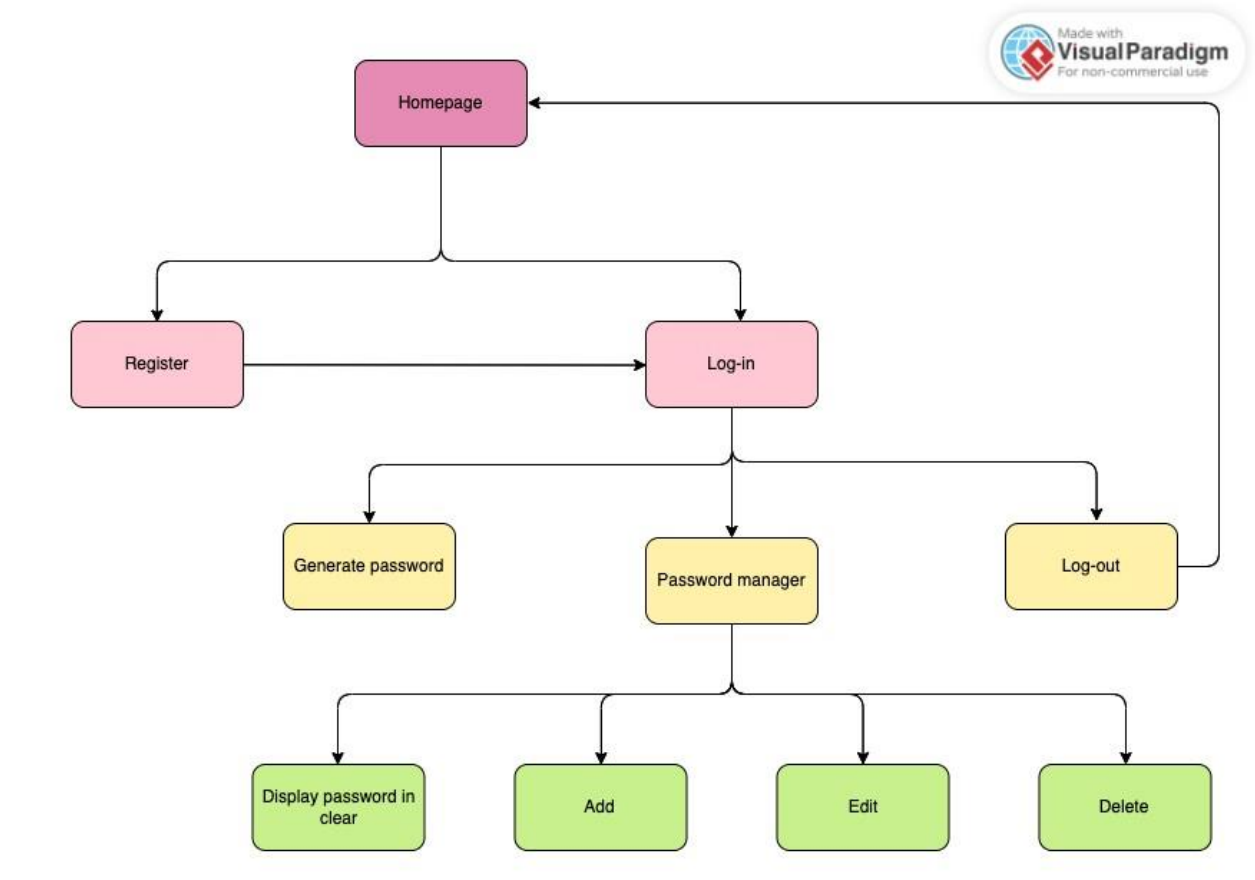 Made with
Visual Paradigm
For non-commercial use
Homepage
Register
Log-in
Generate password
Password manager
Log-out
Display password in
clear
Add
Edit
Delete